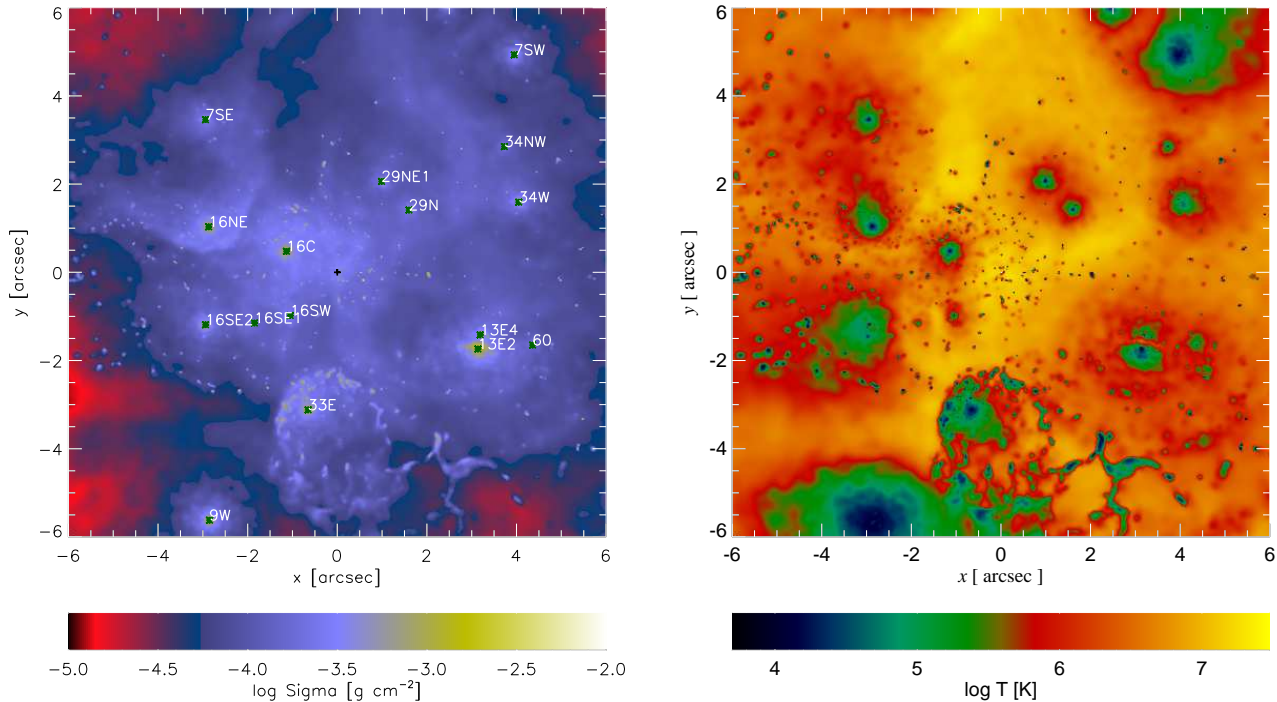 6
4
2
0
−2
−4
−6
y [arcsec]
7SW
7SE
34NW
29NE1
34W
29N
16NE
16C
16SW
16SE2
16SE1
13E4
60
13E2
33E
9W
−6 −4 −2 0 2 4 6
x [arcsec]
−5.0 −4.5 −4.0 −3.5 −3.0 −2.5 −2.0
log Sigma [g cm⁻²]
6
4
2
0
-2
-4
-6
y [ arcsec]
-6 -4 -2 0 2 4 6
x [ arcsec ]
4 5 6 7
log T [K]